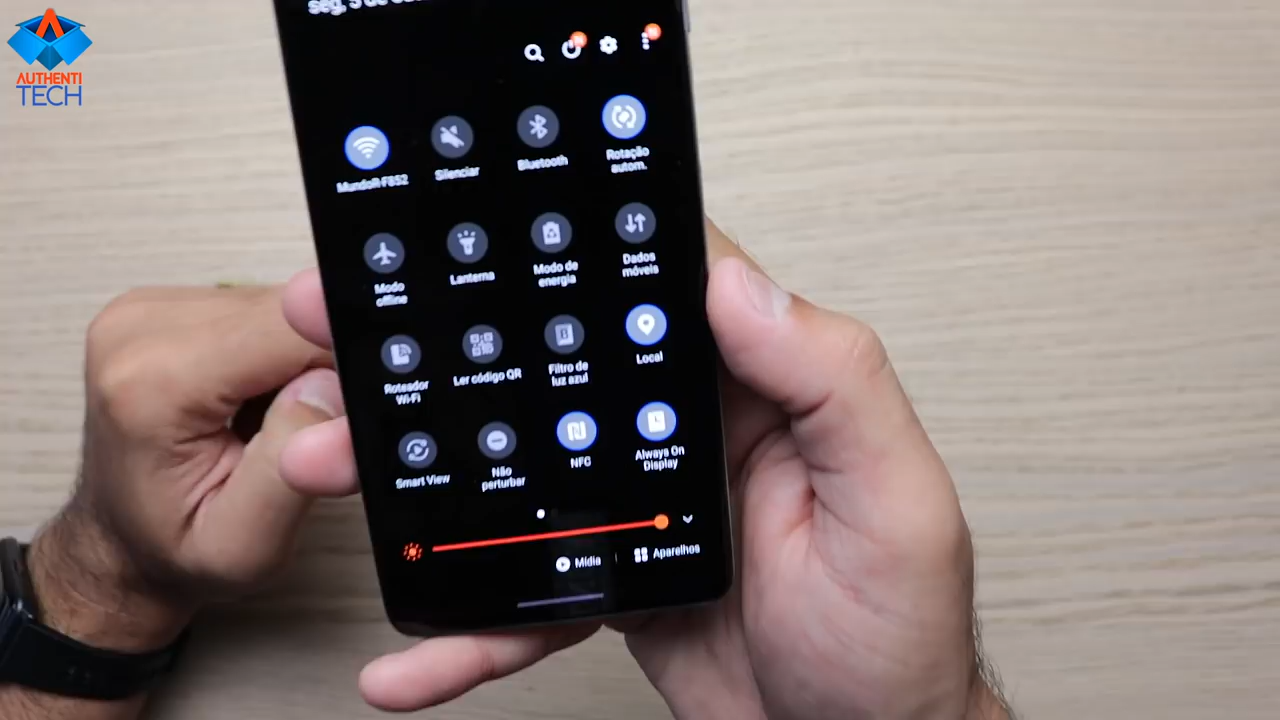 AUTHENTI
TECH
N
N
MundoR F852
Silenciar
Bluetooth
Rotação
autom.
Modo
offline
Lanterna
Modo de
energia
Dados
móveis
Roteador
Wi-Fi
Ler código QR
Filtro de
luz azul
Local
Smart View
Não
perturbar
NFC
Always On
Display
Mídia
Aparelhos